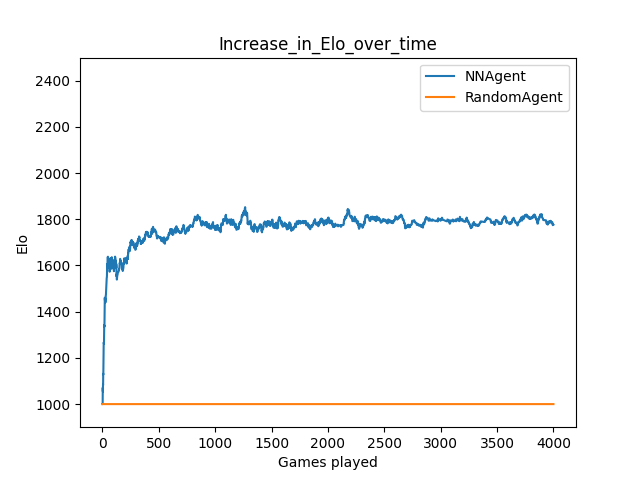 Increase_in_Elo_over_time
NNAgent
RandomAgent
2400
2200
2000
1800
1600
1400
1200
1000
Elo
0 500 1000 1500 2000 2500 3000 3500 4000
Games played